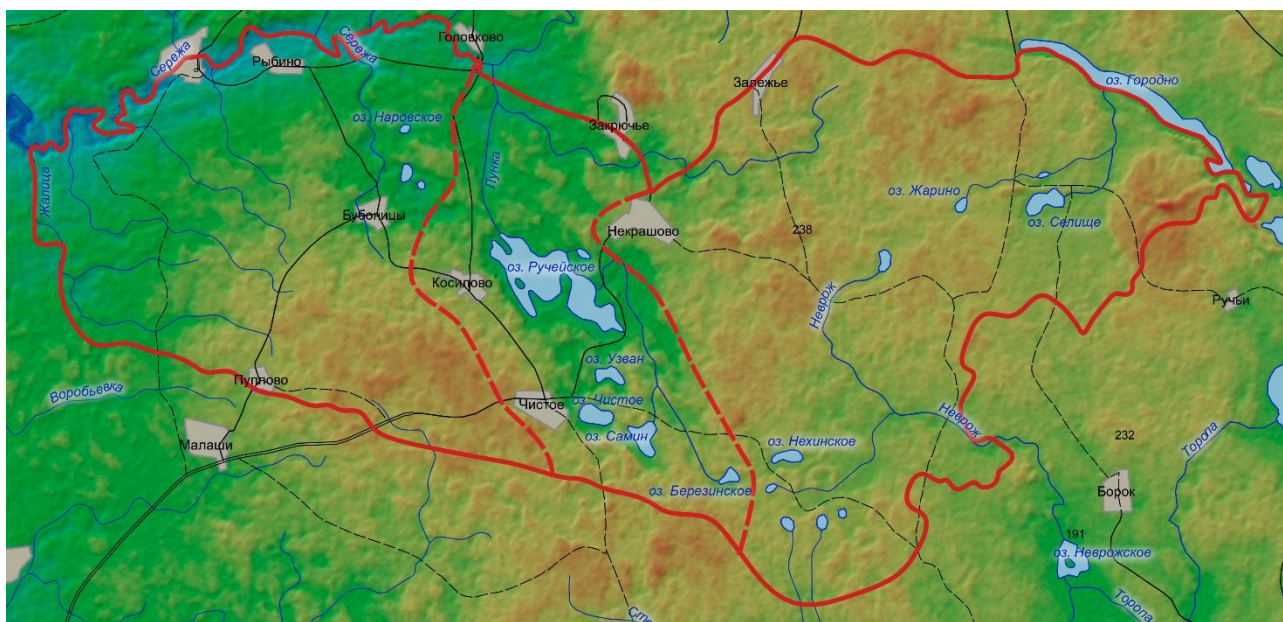 Головково
Сережа
Сережа
Рыбино
Залежье
оз. Городно
оз. Наровское
Закрючье
Пунка
Жалица
оз. Жарино
Бубоницы
оз. Селище
Некрашово
238
оз. Ручейское
Косилово
Неврож
Ручьи
оз. Узван
Пуплово
Воробьевка
оз. Чистое
Чистое
Неврож
оз. Самин
Малаши
232
Торопа
оз. Нехинское
оз. Березинское
Борок
191
оз. Неврожское
Торопа